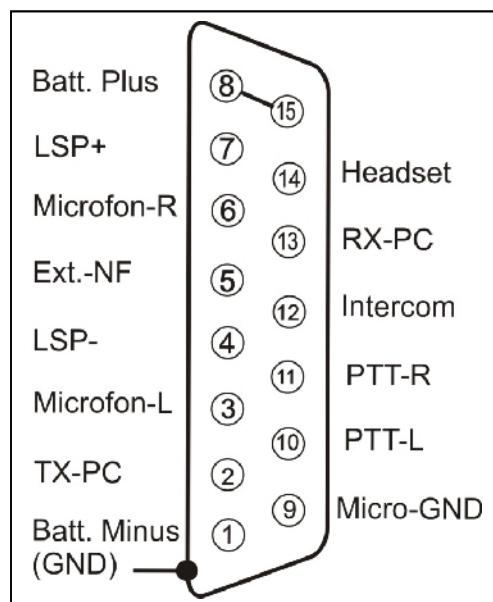 Batt. Plus
LSP+
Microfon-R
Ext.-NF
LSP-
Microfon-L
TX-PC
Batt. Minus
(GND)
8
7
6
5
4
3
2
1
15
14
13
12
11
10
9
Headset
RX-PC
Intercom
PTT-R
PTT-L
Micro-GND